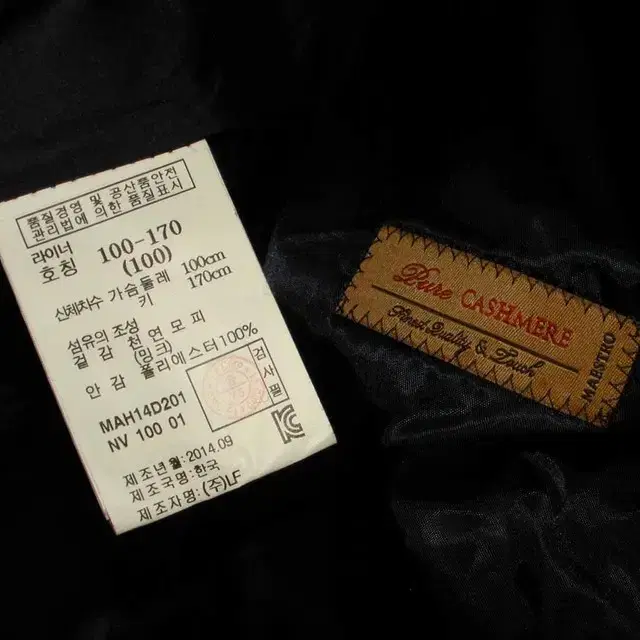 품질경영 및 공산품안전
관리법에 의한 품질표시
라이너
호칭 100-170
(100)
신체치수 가슴둘레 100cm
키 170cm
섬유의 조성
겉감 천연모피
(밍크)
안감 폴리에스터100%
MAH14D201
NV 100 01
검사필
제조년월:2014.09
제조국명:한국
제조자명:(주)LF
Pure CASHMERE
Hand Quality & Touch
MAESTRO